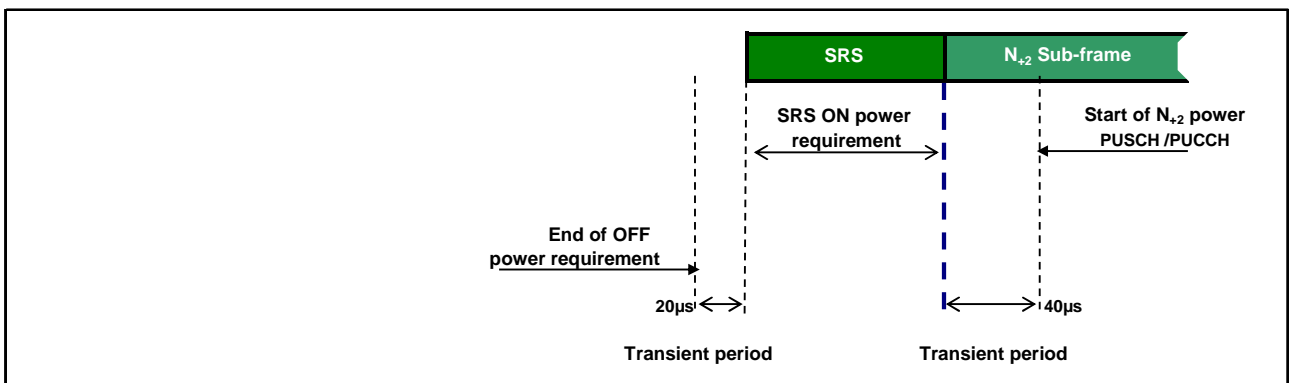 SRS
N+2 Sub-frame
SRS ON power
requirement
Start of N+2 power
PUSCH /PUCCH
End of OFF
power requirement
20µs
40µs
Transient period
Transient period